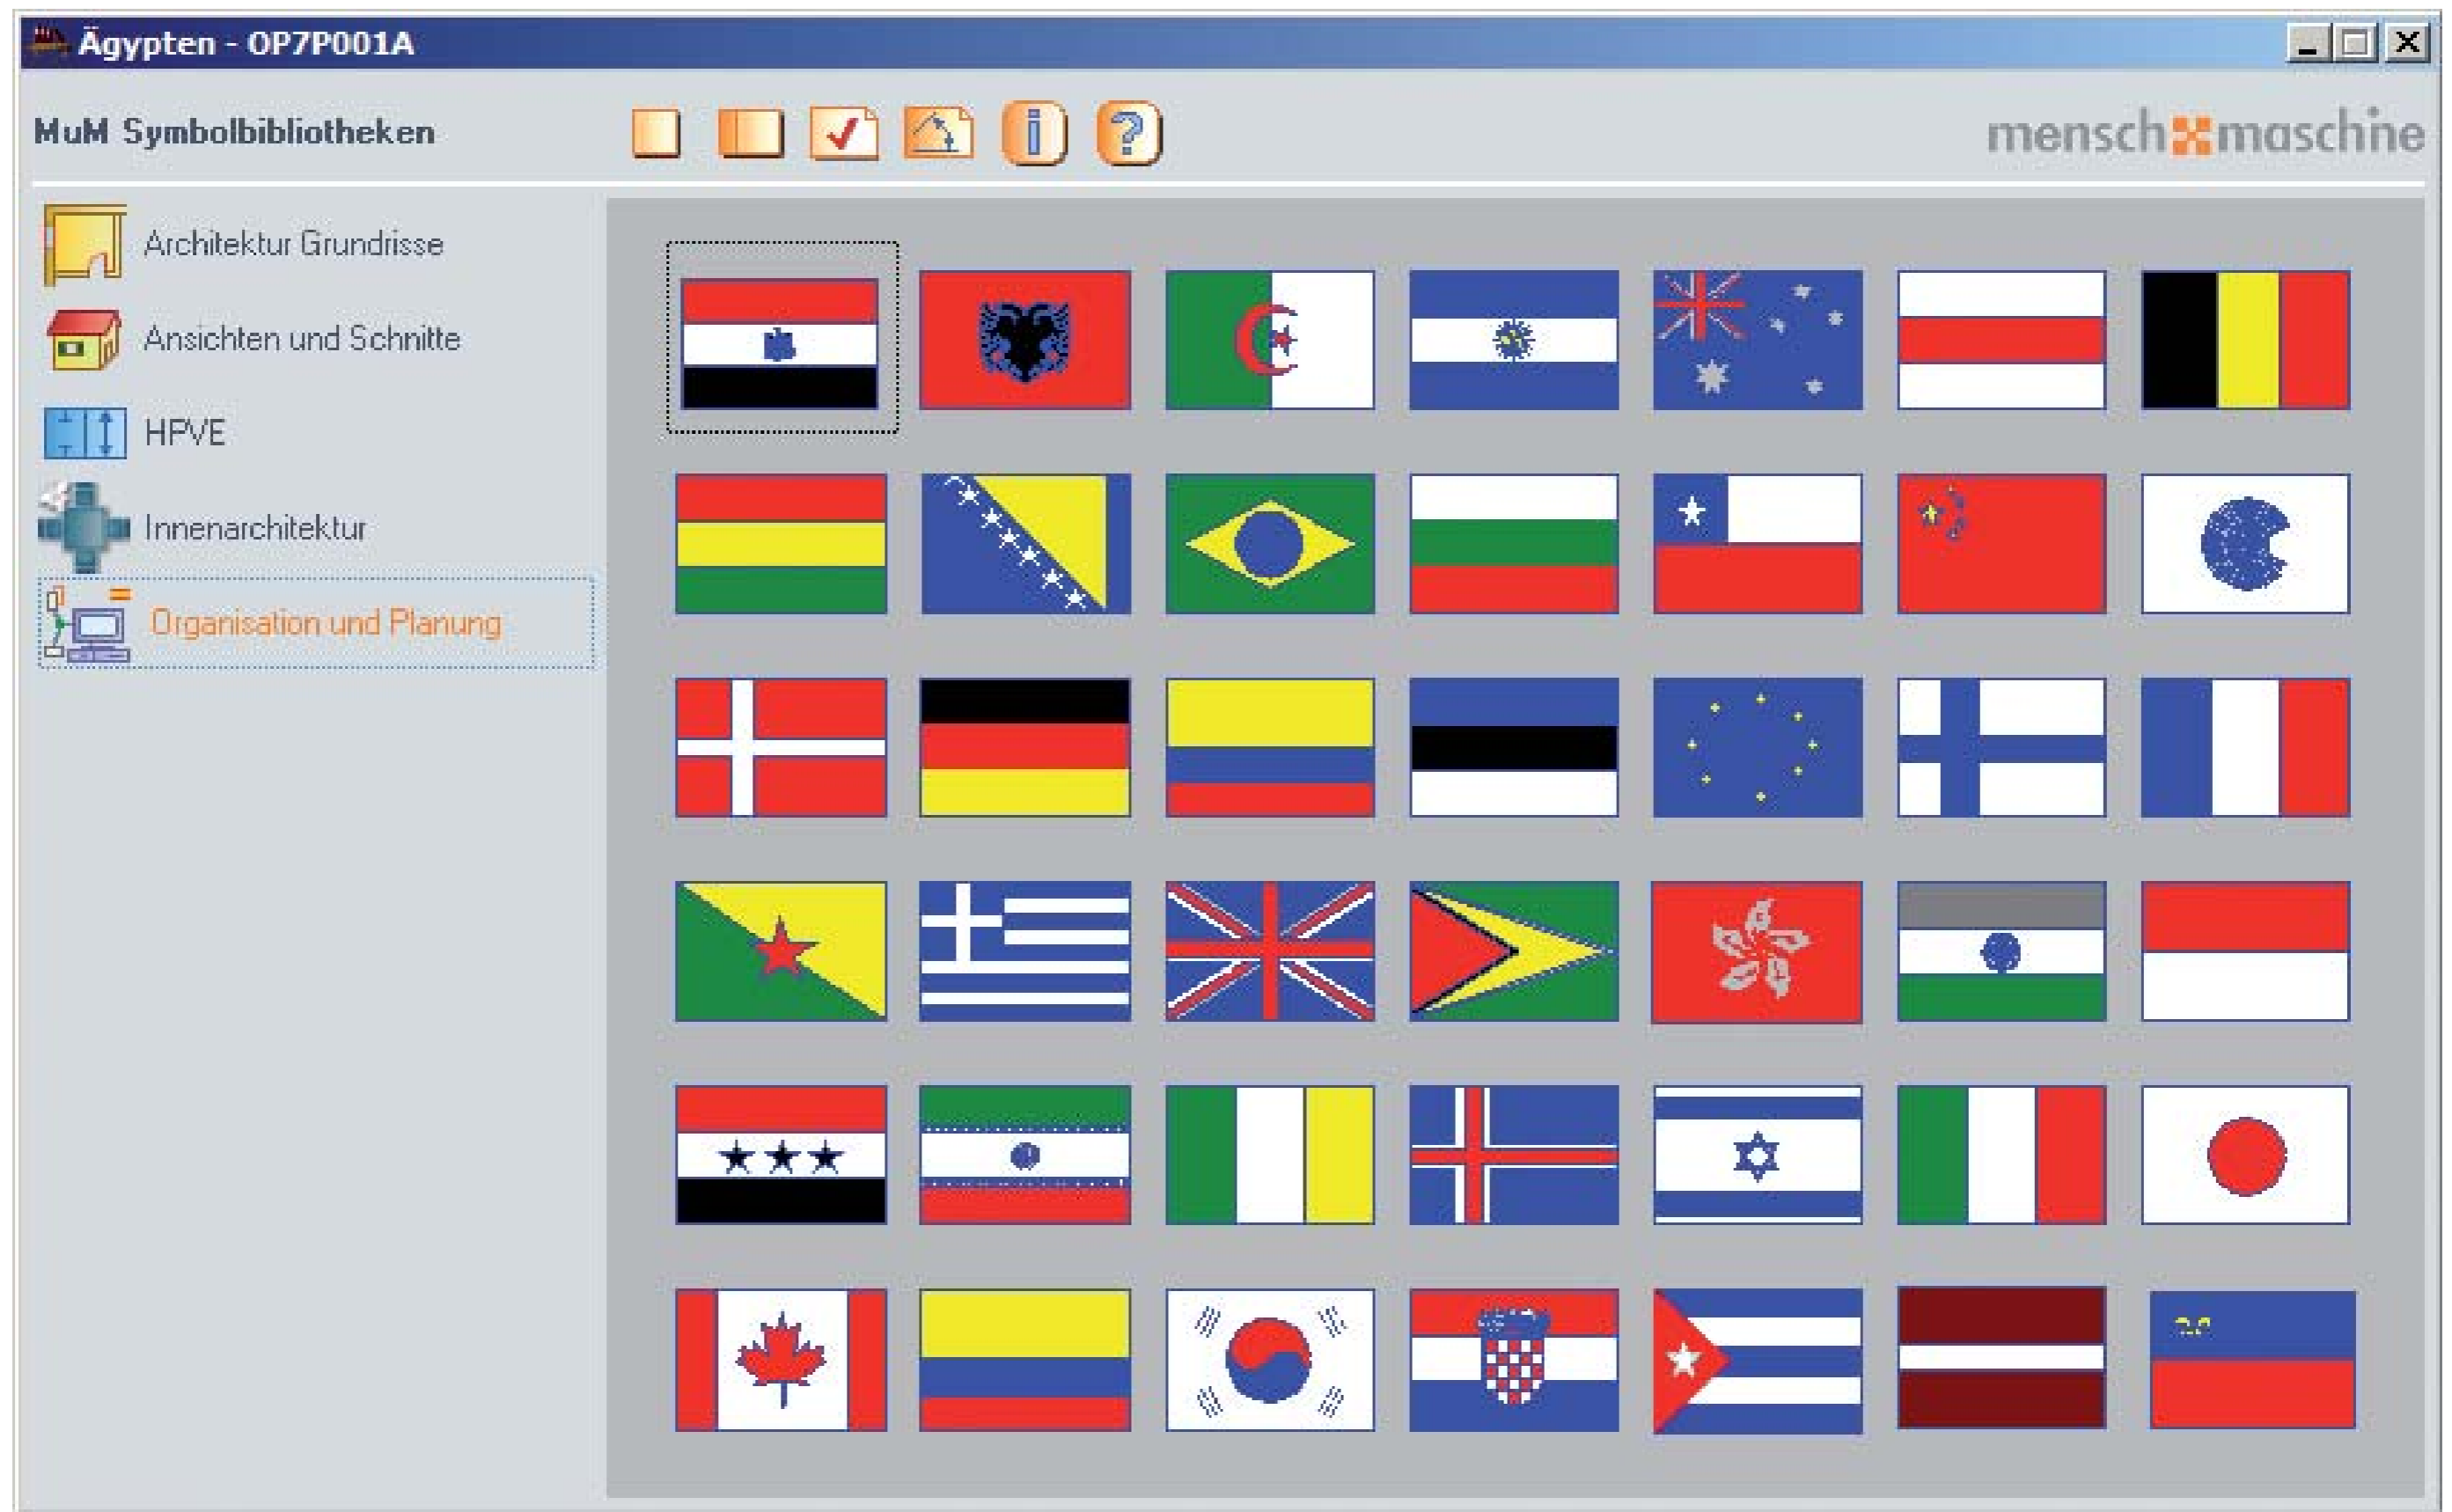 Ägypten - OP7P001A
MuM Symbolbibliotheken
mensch maschine
Architektur Grundrisse
Ansichten und Schnitte
HPVE
Innenarchitektur
Organisation und Planung